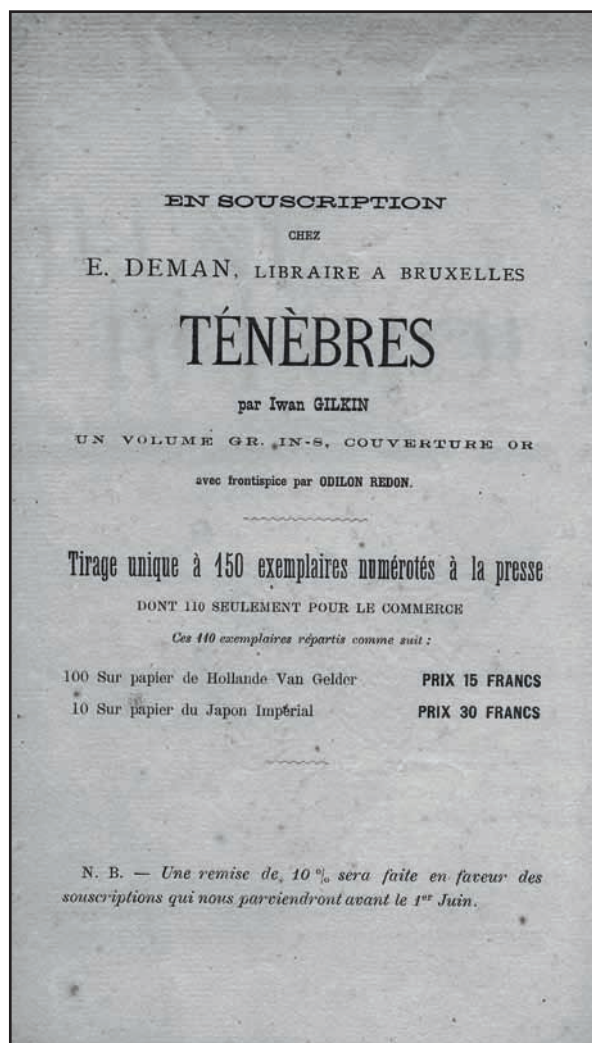 EN SOUSCRIPTION
CHEZ
E. DEMAN, LIBRAIRE A BRUXELLES
TÉNÈBRES
par Iwan GILKIN
UN VOLUME GR. IN-8, COUVERTURE OR
avec frontispice par ODILON REDON.
Tirage unique à 150 exemplaires numérotés à la presse
DONT 110 SEULEMENT POUR LE COMMERCE
Ces 110 exemplaires répartis comme suit :
100 Sur papier de Hollande Van Gelder PRIX 15 FRANCS
10 Sur papier du Japon Impérial PRIX 30 FRANCS
N. B. — Une remise de 10 % sera faite en faveur des
souscriptions qui nous parviendront avant le 1er Juin.